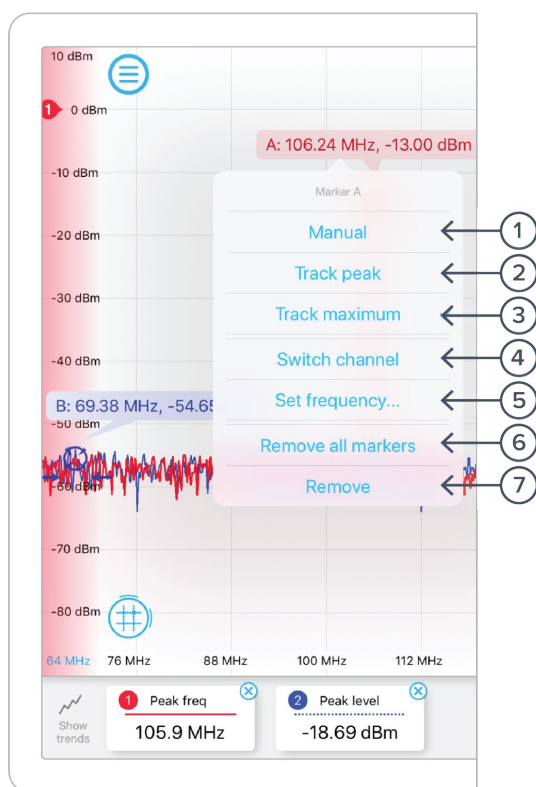 10 dBm
1 0 dBm
A: 106.24 MHz, -13.00 dBm
-10 dBm
Marker A
Manual
1
-20 dBm
Track peak
2
-30 dBm
Track maximum
3
-40 dBm
Switch channel
4
B: 69.38 MHz, -54.65
Set frequency...
5
-50 dBm
Remove all markers
6
-60 dBm
Remove
7
-70 dBm
-80 dBm
64 MHz 76 MHz 88 MHz 100 MHz 112 MHz
Show
trends
1 Peak freq
105.9 MHz
2 Peak level
-18.69 dBm